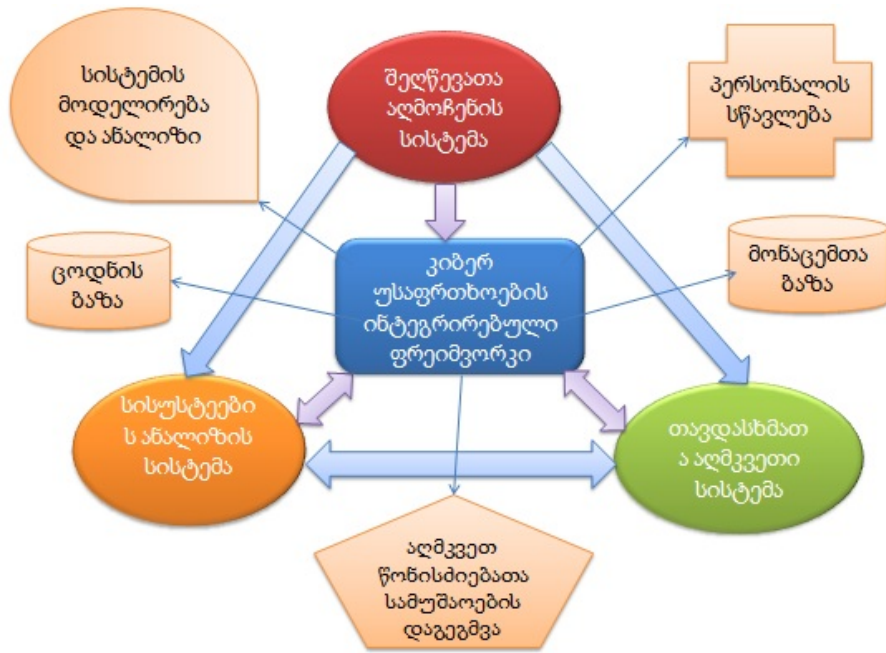 სისტემის
მოდელირება
და ანალიზი
შეღწევათა
აღმოჩენის
სისტემა
პერსონალის
სწავლება
ცოდნის
ბაზა
კიბერ
უსაფრთხოების
ინტეგრირებული
ფრეიმვორკი
მონაცემთა
ბაზა
სისუსტეები
ს ანალიზის
სისტემა
თავდასხმათ
ა აღმკვეთი
სისტემა
აღმკვეთ
წონისძიებათა
სამუშაოების
დაგეგმვა